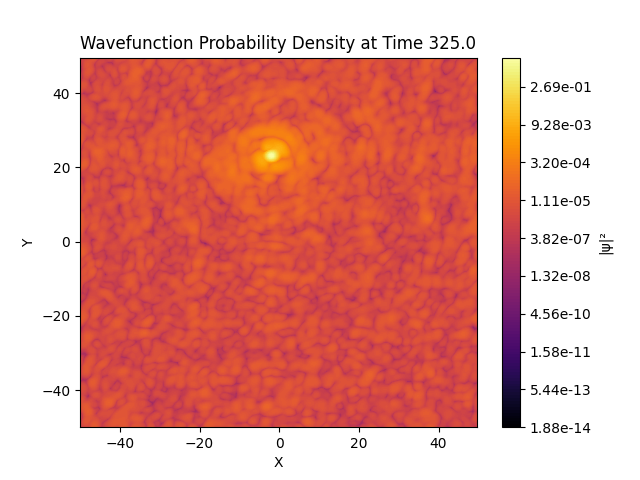 Wavefunction Probability Density at Time 325.0
40
20
0
−20
−40
Y
−40
−20
0
20
40
X
2.69e-01
9.28e-03
3.20e-04
1.11e-05
3.82e-07
1.32e-08
4.56e-10
1.58e-11
5.44e-13
1.88e-14
|ψ|²